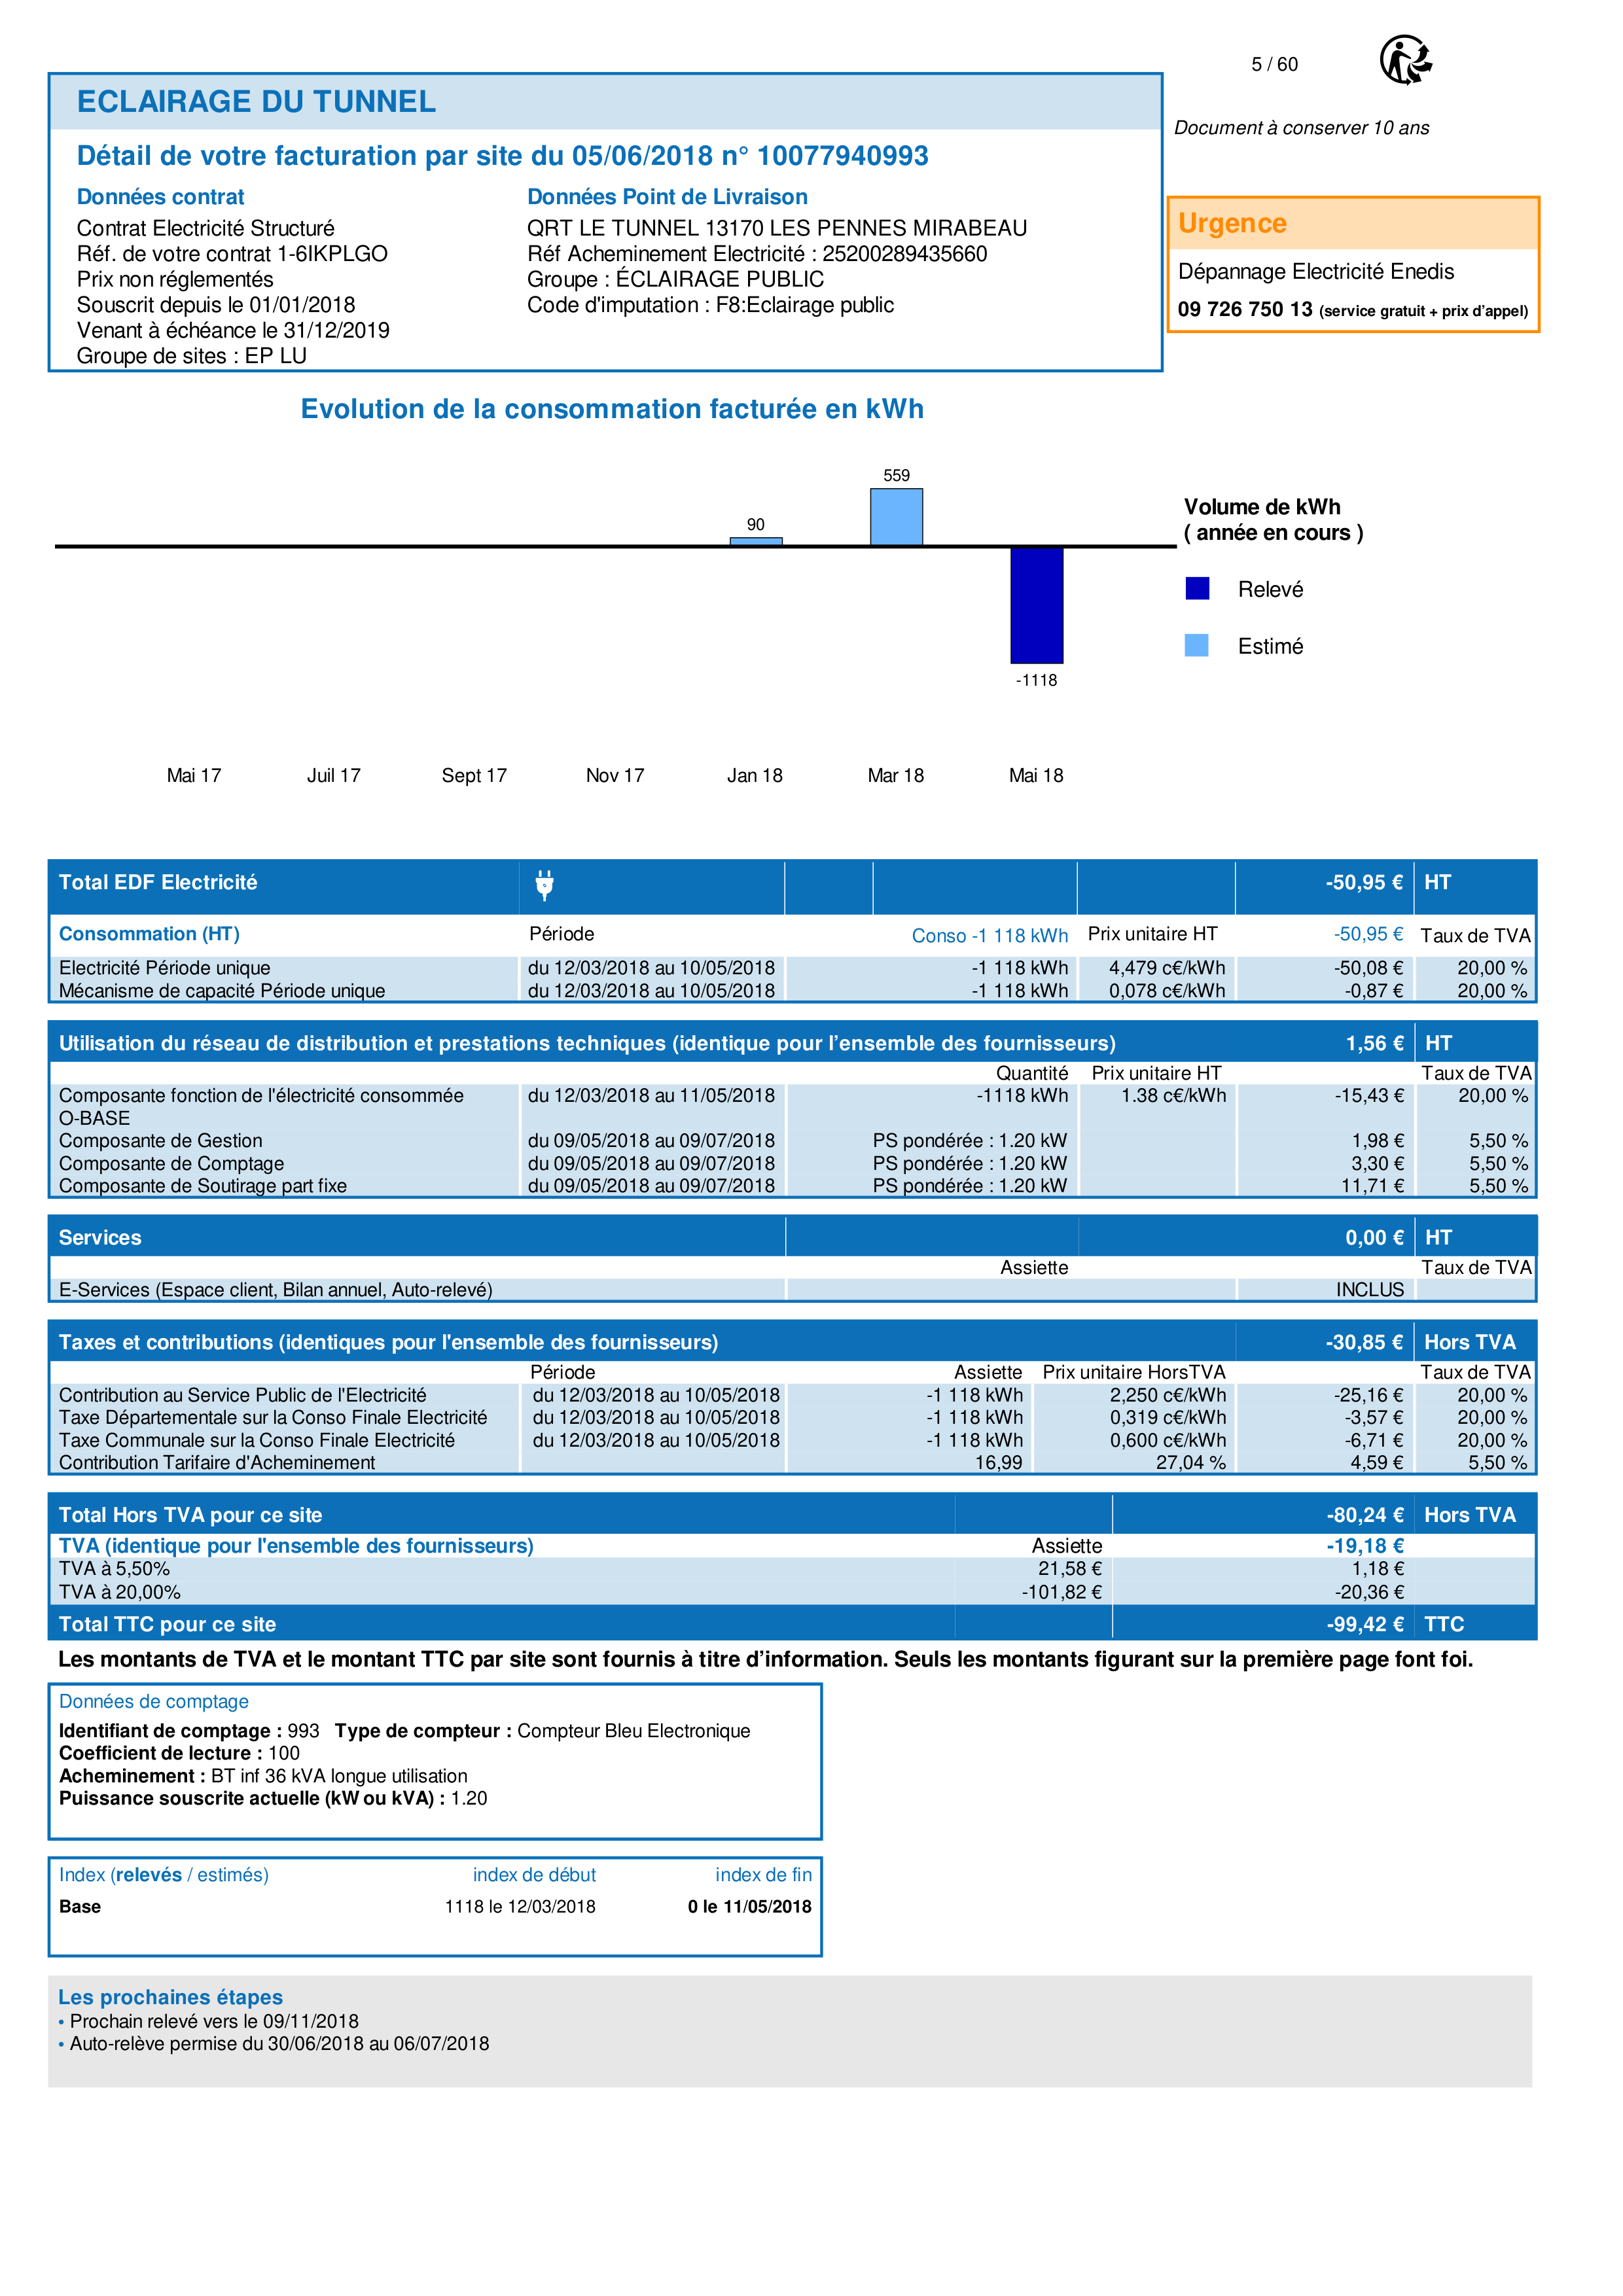 5 / 60
ECLAIRAGE DU TUNNEL
Document à conserver 10 ans
Détail de votre facturation par site du 05/06/2018 n° 10077940993
Données contrat Données Point de Livraison
Contrat Electricité Structuré QRT LE TUNNEL 13170 LES PENNES MIRABEAU
Réf. de votre contrat 1-6IKPLGO Réf Acheminement Electricité : 25200289435660
Prix non réglementés Groupe : ÉCLAIRAGE PUBLIC
Souscrit depuis le 01/01/2018 Code d'imputation : F8:Eclairage public
Venant à échéance le 31/12/2019
Groupe de sites : EP LU
Urgence
Dépannage Electricité Enedis
09 726 750 13 (service gratuit + prix d’appel)
Evolution de la consommation facturée en kWh
559
90
-1118
Volume de kWh
( année en cours )
Relevé
Estimé
Mai 17 Juil 17 Sept 17 Nov 17 Jan 18 Mar 18 Mai 18
Total EDF Electricité -50,95 € HT
Consommation (HT) Période Conso -1 118 kWh Prix unitaire HT -50,95 € Taux de TVA
Electricité Période unique du 12/03/2018 au 10/05/2018 -1 118 kWh 4,479 c€/kWh -50,08 € 20,00 %
Mécanisme de capacité Période unique du 12/03/2018 au 10/05/2018 -1 118 kWh 0,078 c€/kWh -0,87 € 20,00 %
Utilisation du réseau de distribution et prestations techniques (identique pour l’ensemble des fournisseurs) 1,56 € HT
Quantité Prix unitaire HT Taux de TVA
Composante fonction de l'électricité consommée du 12/03/2018 au 11/05/2018 -1118 kWh 1.38 c€/kWh -15,43 € 20,00 %
O-BASE
Composante de Gestion du 09/05/2018 au 09/07/2018 PS pondérée : 1.20 kW 1,98 € 5,50 %
Composante de Comptage du 09/05/2018 au 09/07/2018 PS pondérée : 1.20 kW 3,30 € 5,50 %
Composante de Soutirage part fixe du 09/05/2018 au 09/07/2018 PS pondérée : 1.20 kW 11,71 € 5,50 %
Services 0,00 € HT
Assiette Taux de TVA
E-Services (Espace client, Bilan annuel, Auto-relevé) INCLUS
Taxes et contributions (identiques pour l'ensemble des fournisseurs) -30,85 € Hors TVA
Période Assiette Prix unitaire HorsTVA Taux de TVA
Contribution au Service Public de l'Electricité du 12/03/2018 au 10/05/2018 -1 118 kWh 2,250 c€/kWh -25,16 € 20,00 %
Taxe Départementale sur la Conso Finale Electricité du 12/03/2018 au 10/05/2018 -1 118 kWh 0,319 c€/kWh -3,57 € 20,00 %
Taxe Communale sur la Conso Finale Electricité du 12/03/2018 au 10/05/2018 -1 118 kWh 0,600 c€/kWh -6,71 € 20,00 %
Contribution Tarifaire d'Acheminement 16,99 27,04 % 4,59 € 5,50 %
Total Hors TVA pour ce site -80,24 € Hors TVA
TVA (identique pour l'ensemble des fournisseurs) Assiette -19,18 €
TVA à 5,50% 21,58 € 1,18 €
TVA à 20,00% -101,82 € -20,36 €
Total TTC pour ce site -99,42 € TTC
Les montants de TVA et le montant TTC par site sont fournis à titre d’information. Seuls les montants figurant sur la première page font foi.
Données de comptage
Identifiant de comptage : 993 Type de compteur : Compteur Bleu Electronique
Coefficient de lecture : 100
Acheminement : BT inf 36 kVA longue utilisation
Puissance souscrite actuelle (kW ou kVA) : 1.20
Index (relevés / estimés) index de début index de fin
Base 1118 le 12/03/2018 0 le 11/05/2018
Les prochaines étapes
• Prochain relevé vers le 09/11/2018
• Auto-relève permise du 30/06/2018 au 06/07/2018